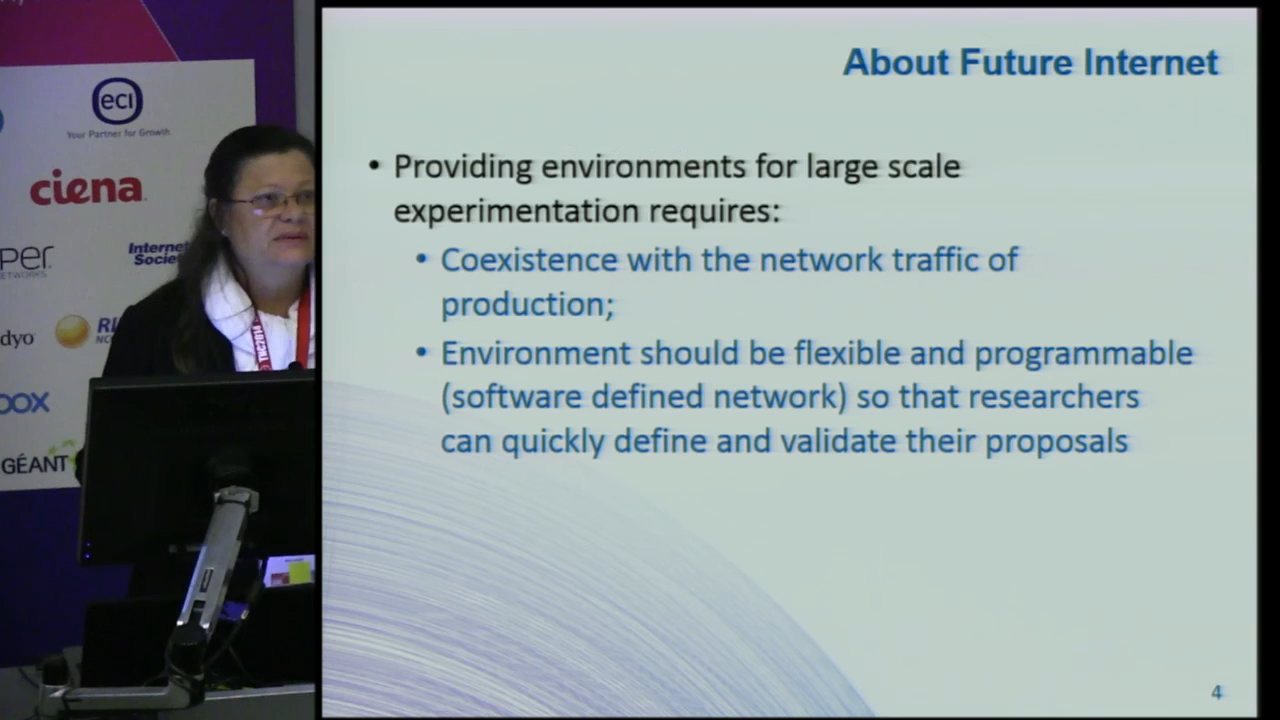 eci
Your Partner for Growth
ciena
Internet
dyo
GÉANT
TNC2014
About Future Internet
• Providing environments for large scale
experimentation requires:
• Coexistence with the network traffic of
production;
• Environment should be flexible and programmable
(software defined network) so that researchers
can quickly define and validate their proposals
4